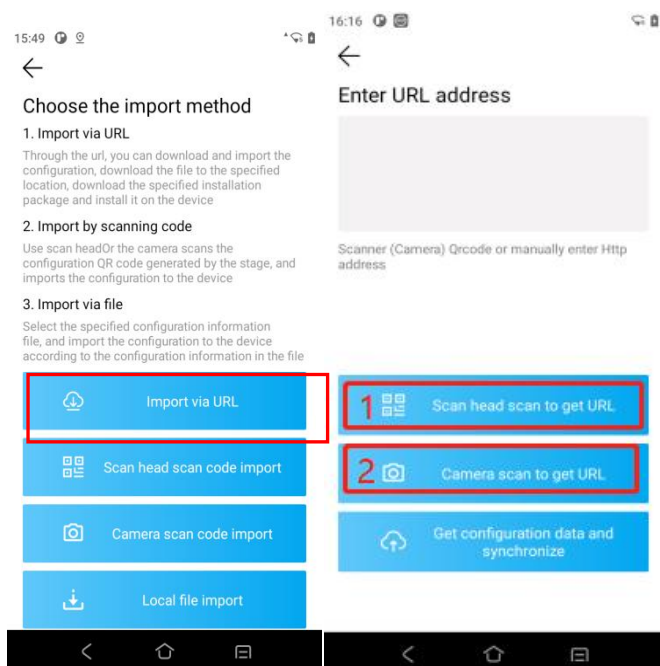 15:49
Choose the import method
1. Import via URL
Through the url, you can download and import the
configuration, download the file to the specified
location, download the specified installation
package and install it on the device
2. Import by scanning code
Use scan headOr the camera scans the
configuration QR code generated by the stage, and
imports the configuration to the device
3. Import via file
Select the specified configuration information
file, and import the configuration to the device
according to the configuration information in the file
Import via URL
Scan head scan code import
Camera scan code import
Local file import
16:16
Enter URL address
Scanner (Camera) Qrcode or manually enter Http
address
1 Scan head scan to get URL
2 Camera scan to get URL
Get configuration data and
synchronize